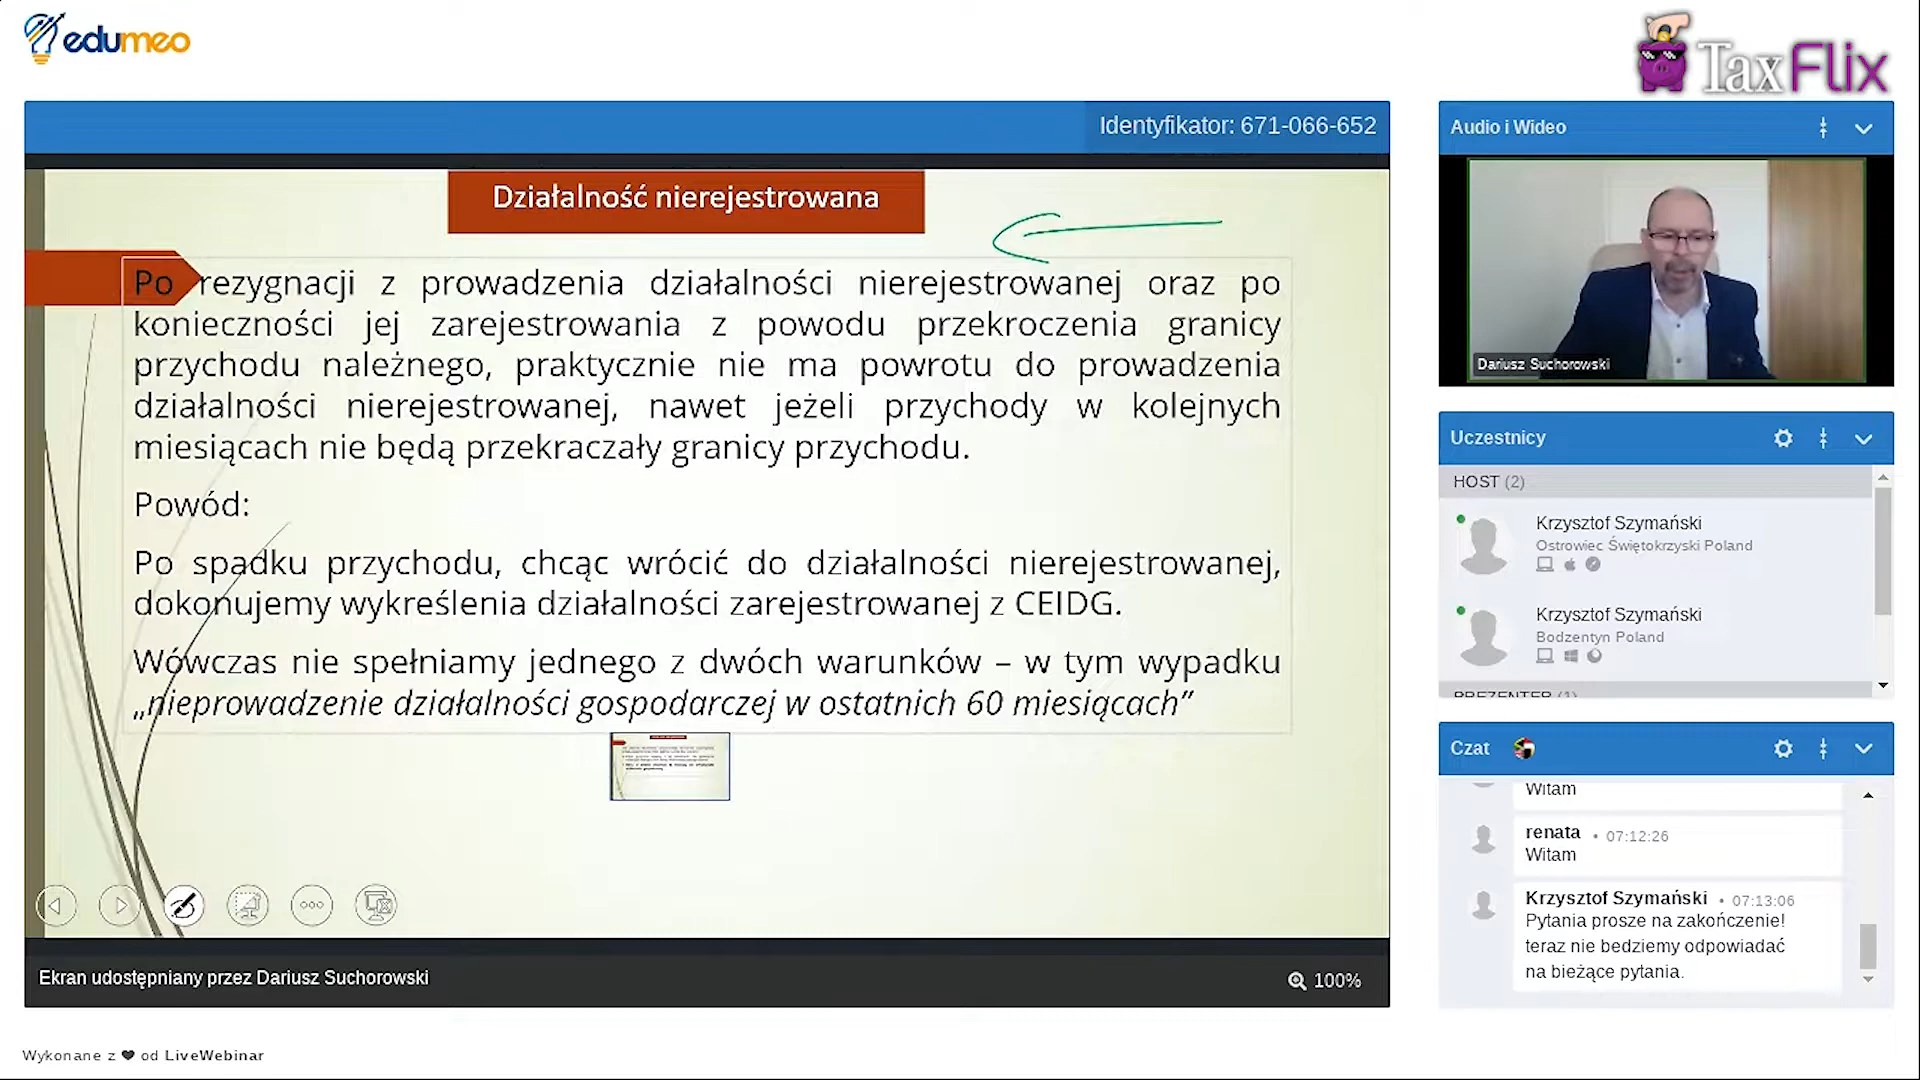 edumeo
TaxFlix
Identyfikator: 671-066-652
Działalność nierejestrowana
Po rezygnacji z prowadzenia działalności nierejestrowanej oraz po
konieczności jej zarejestrowania z powodu przekroczenia granicy
przychodu należnego, praktycznie nie ma powrotu do prowadzenia
działalności nierejestrowanej, nawet jeżeli przychody w kolejnych
miesiącach nie będą przekraczały granicy przychodu.
Powód:
Po spadku przychodu, chcąc wrócić do działalności nierejestrowanej,
dokonujemy wykreślenia działalności zarejestrowanej z CEIDG.
Wówczas nie spełniamy jednego z dwóch warunków – w tym wypadku
„nieprowadzenie działalności gospodarczej w ostatnich 60 miesiącach”
Ekran udostępniany przez Dariusz Suchorowski
100%
Audio i Wideo
Dariusz Suchorowski
Uczestnicy
HOST (2)
Krzysztof Szymański
Ostrowiec Świętokrzyski Poland
Krzysztof Szymański
Bodzentyn Poland
PREZENTER (1)
Czat
Witam
renata • 07:12:26
Witam
Krzysztof Szymański • 07:13:06
Pytania prosze na zakończenie!
teraz nie bedziemy odpowiadać
na bieżące pytania.
Wykonane z ❤ od LiveWebinar